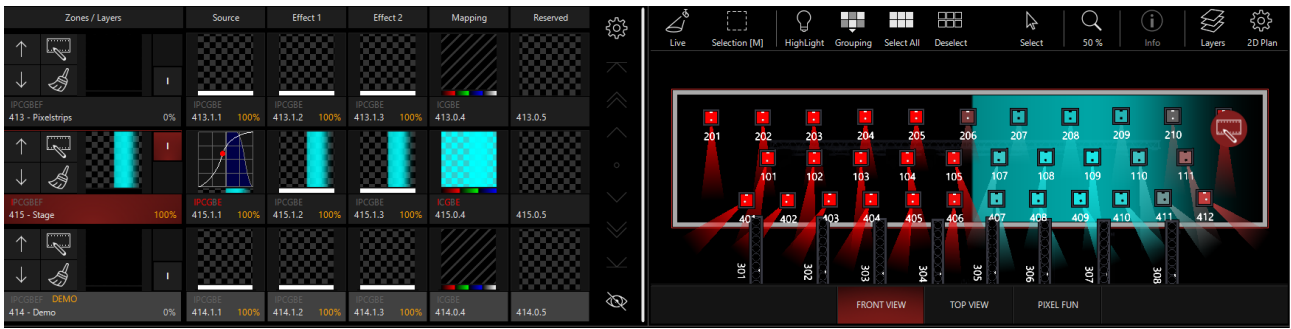 Zones / Layers Source Effect 1 Effect 2 Mapping Reserved
IPCGBEF IPCGBE IPCGBE IPCGBE ICGBE
413 - Pixelstrips 0% 413.1.1 100% 413.1.2 100% 413.1.3 100% 413.0.4 413.0.5
IPCGBEF IPCGBE IPCGBE IPCGBE ICGBE
415 - Stage 100% 415.1.1 100% 415.1.2 100% 415.1.3 100% 415.0.4 415.0.5
IPCGBEF DEMO IPCGBE IPCGBE IPCGBE ICGBE
414 - Demo 0% 414.1.1 100% 414.1.2 100% 414.1.3 100% 414.0.4 414.0.5
Live Selection [M] HighLight Grouping Select All Deselect Select 50 % Info Layers 2D Plan
201 202 203 204 205 206 207 208 209 210
101 102 103 104 105 107 108 109 110 111
401 402 403 404 405 406 407 408 409 410 411 412
301 302 303 304 305 306 307 308
FRONT VIEW TOP VIEW PIXEL FUN